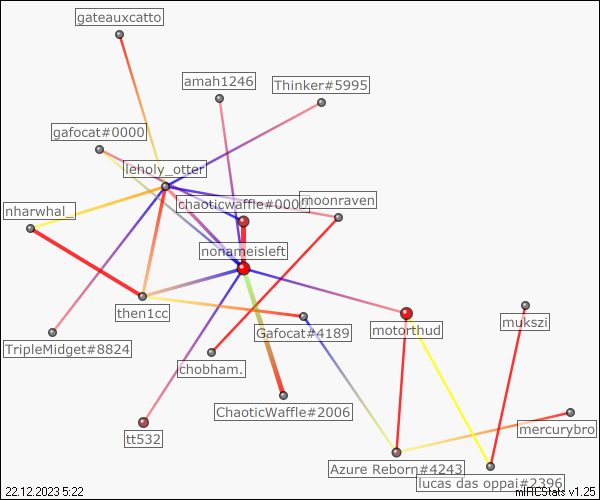 gateauxcatto
amah1246
Thinker#5995
gafocat#0000
leholy_otter
chaoticwaffle#000
moonraven
nharwhal_
nonameisleft
then1cc
Gafocat#4189
motorthud
mukszi
TripleMidget#8824
chobham.
ChaoticWaffle#2006
tt532
mercurybro
Azure Reborn#4243
lucas das oppai#2396
22.12.2023 5:22
mIRCStats v1.25